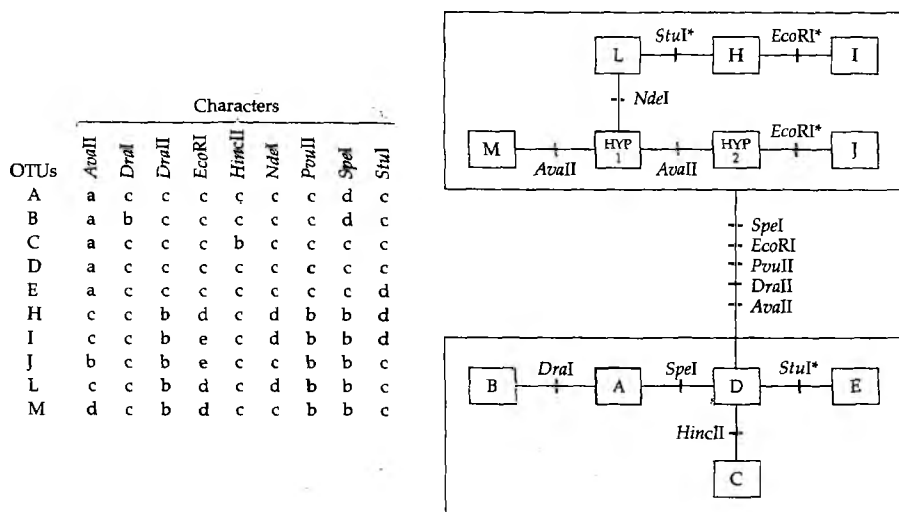 Characters
OTUs AvaII DraI DraII EcoRI HincII NdeI PvuII SpeI StuI
A a c c c c c c d c
B a b c c c c c d c
C a c c c b c c c c
D a c c c c c c c c
E a c c c c c c c d
H c c b d c d b b d
I c c b e c d b b d
J b c b e c c b b c
L c c b d c d b b c
M d c b d c c b b c
L StuI* H EcoRI* I
NdeI
M AvaII HYP 1 AvaII HYP 2 EcoRI* J
SpeI
EcoRI
PvuII
DraII
AvaII
B DraI A SpeI D StuI* E
HincII
C